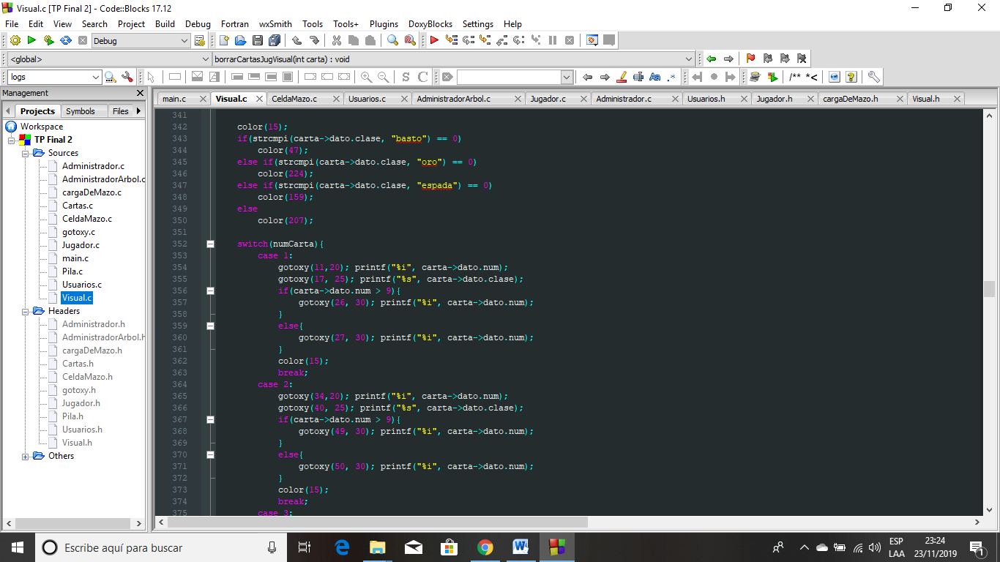 Visual.c [TP Final 2] - Code::Blocks 17.12
File Edit View Search Project Build Debug Fortran wxSmith Tools Tools+ Plugins DoxyBlocks Settings Help
Debug
<global> borrarCartasJugVisual(int carta) : void
logs S C Aa .* /** *<
Management
main.c Visual.c CeldaMazo.c Usuarios.c AdministradorArbol.c Jugador.c Administrador.c Usuarios.h Jugador.h cargaDeMazo.h Visual.h
Projects Symbols Files
Workspace
TP Final 2
Sources
Administrador.c
AdministradorArbol.c
cargaDeMazo.c
Cartas.c
CeldaMazo.c
gotoxy.c
Jugador.c
main.c
Pila.c
Usuarios.c
Visual.c
Headers
Administrador.h
AdministradorArbol.h
cargaDeMazo.h
Cartas.h
CeldaMazo.h
gotoxy.h
Jugador.h
Pila.h
Usuarios.h
Visual.h
Others
341
342 color(15);
343 if(strcmpi(carta->dato.clase, "basto") == 0)
344 color(47);
345 else if(strcmpi(carta->dato.clase, "oro") == 0)
346 color(224);
347 else if(strcmpi(carta->dato.clase, "espada") == 0)
348 color(159);
349 else
350 color(207);
351
352 switch(numCarta){
353 case 1:
354 gotoxy(11,20); printf("%i", carta->dato.num);
355 gotoxy(17, 25); printf("%s", carta->dato.clase);
356 if(carta->dato.num > 9){
357 gotoxy(26, 30); printf("%i", carta->dato.num);
358 }
359 else{
360 gotoxy(27, 30); printf("%i", carta->dato.num);
361 }
362 color(15);
363 break;
364 case 2:
365 gotoxy(34,20); printf("%i", carta->dato.num);
366 gotoxy(40, 25); printf("%s", carta->dato.clase);
367 if(carta->dato.num > 9){
368 gotoxy(49, 30); printf("%i", carta->dato.num);
369 }
370 else{
371 gotoxy(50, 30); printf("%i", carta->dato.num);
372 }
373 color(15);
374 break;
375 case 3:
Escribe aquí para buscar
ESP
LAA
23:24
23/11/2019
1